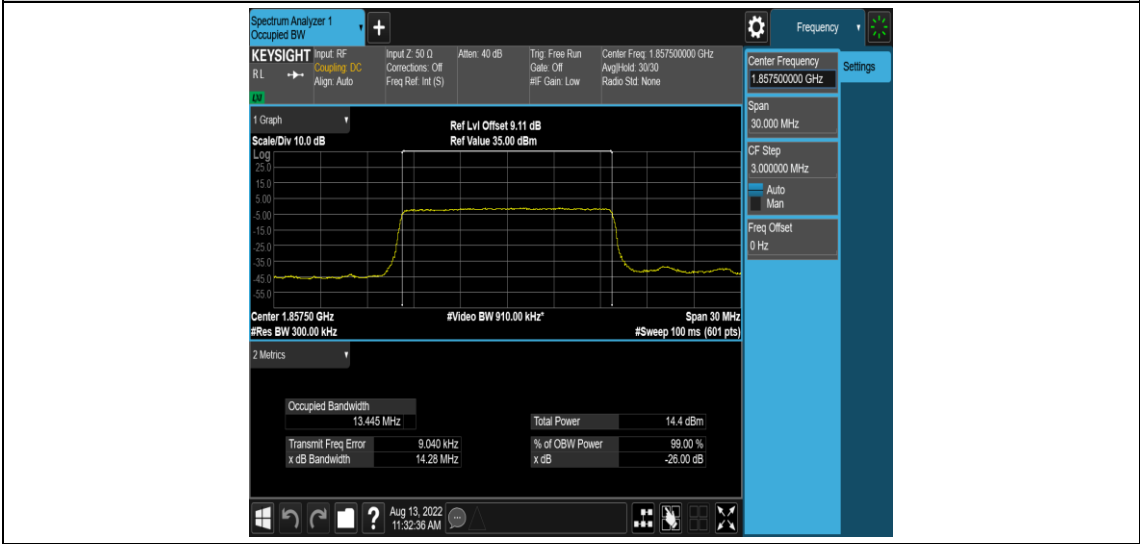 Spectrum Analyzer 1
Occupied BW
+
Frequency
KEYSIGHT
RL
Input: RF
Coupling: DC
Align: Auto
Input Z: 50 Ω
Corrections: Off
Freq Ref: Int (S)
Atten: 40 dB
Trig: Free Run
Gate: Off
#IF Gain: Low
Center Freq: 1.857500000 GHz
Avg|Hold: 30/30
Radio Std: None
Center Frequency
1.857500000 GHz
Settings
Span
30.000 MHz
CF Step
3.000000 MHz
Auto
Man
Freq Offset
0 Hz
1 Graph
Scale/Div 10.0 dB
Ref Lvl Offset 9.11 dB
Ref Value 35.00 dBm
Log
25.0
15.0
5.00
-5.00
-15.0
-25.0
-35.0
-45.0
-55.0
Center 1.85750 GHz
#Video BW 910.00 kHz*
Span 30 MHz
#Res BW 300.00 kHz
#Sweep 100 ms (601 pts)
2 Metrics
Occupied Bandwidth
13.445 MHz
Total Power 14.4 dBm
Transmit Freq Error 9.040 kHz
% of OBW Power 99.00 %
x dB Bandwidth 14.28 MHz
x dB -26.00 dB
?
Aug 13, 2022
11:32:36 AM